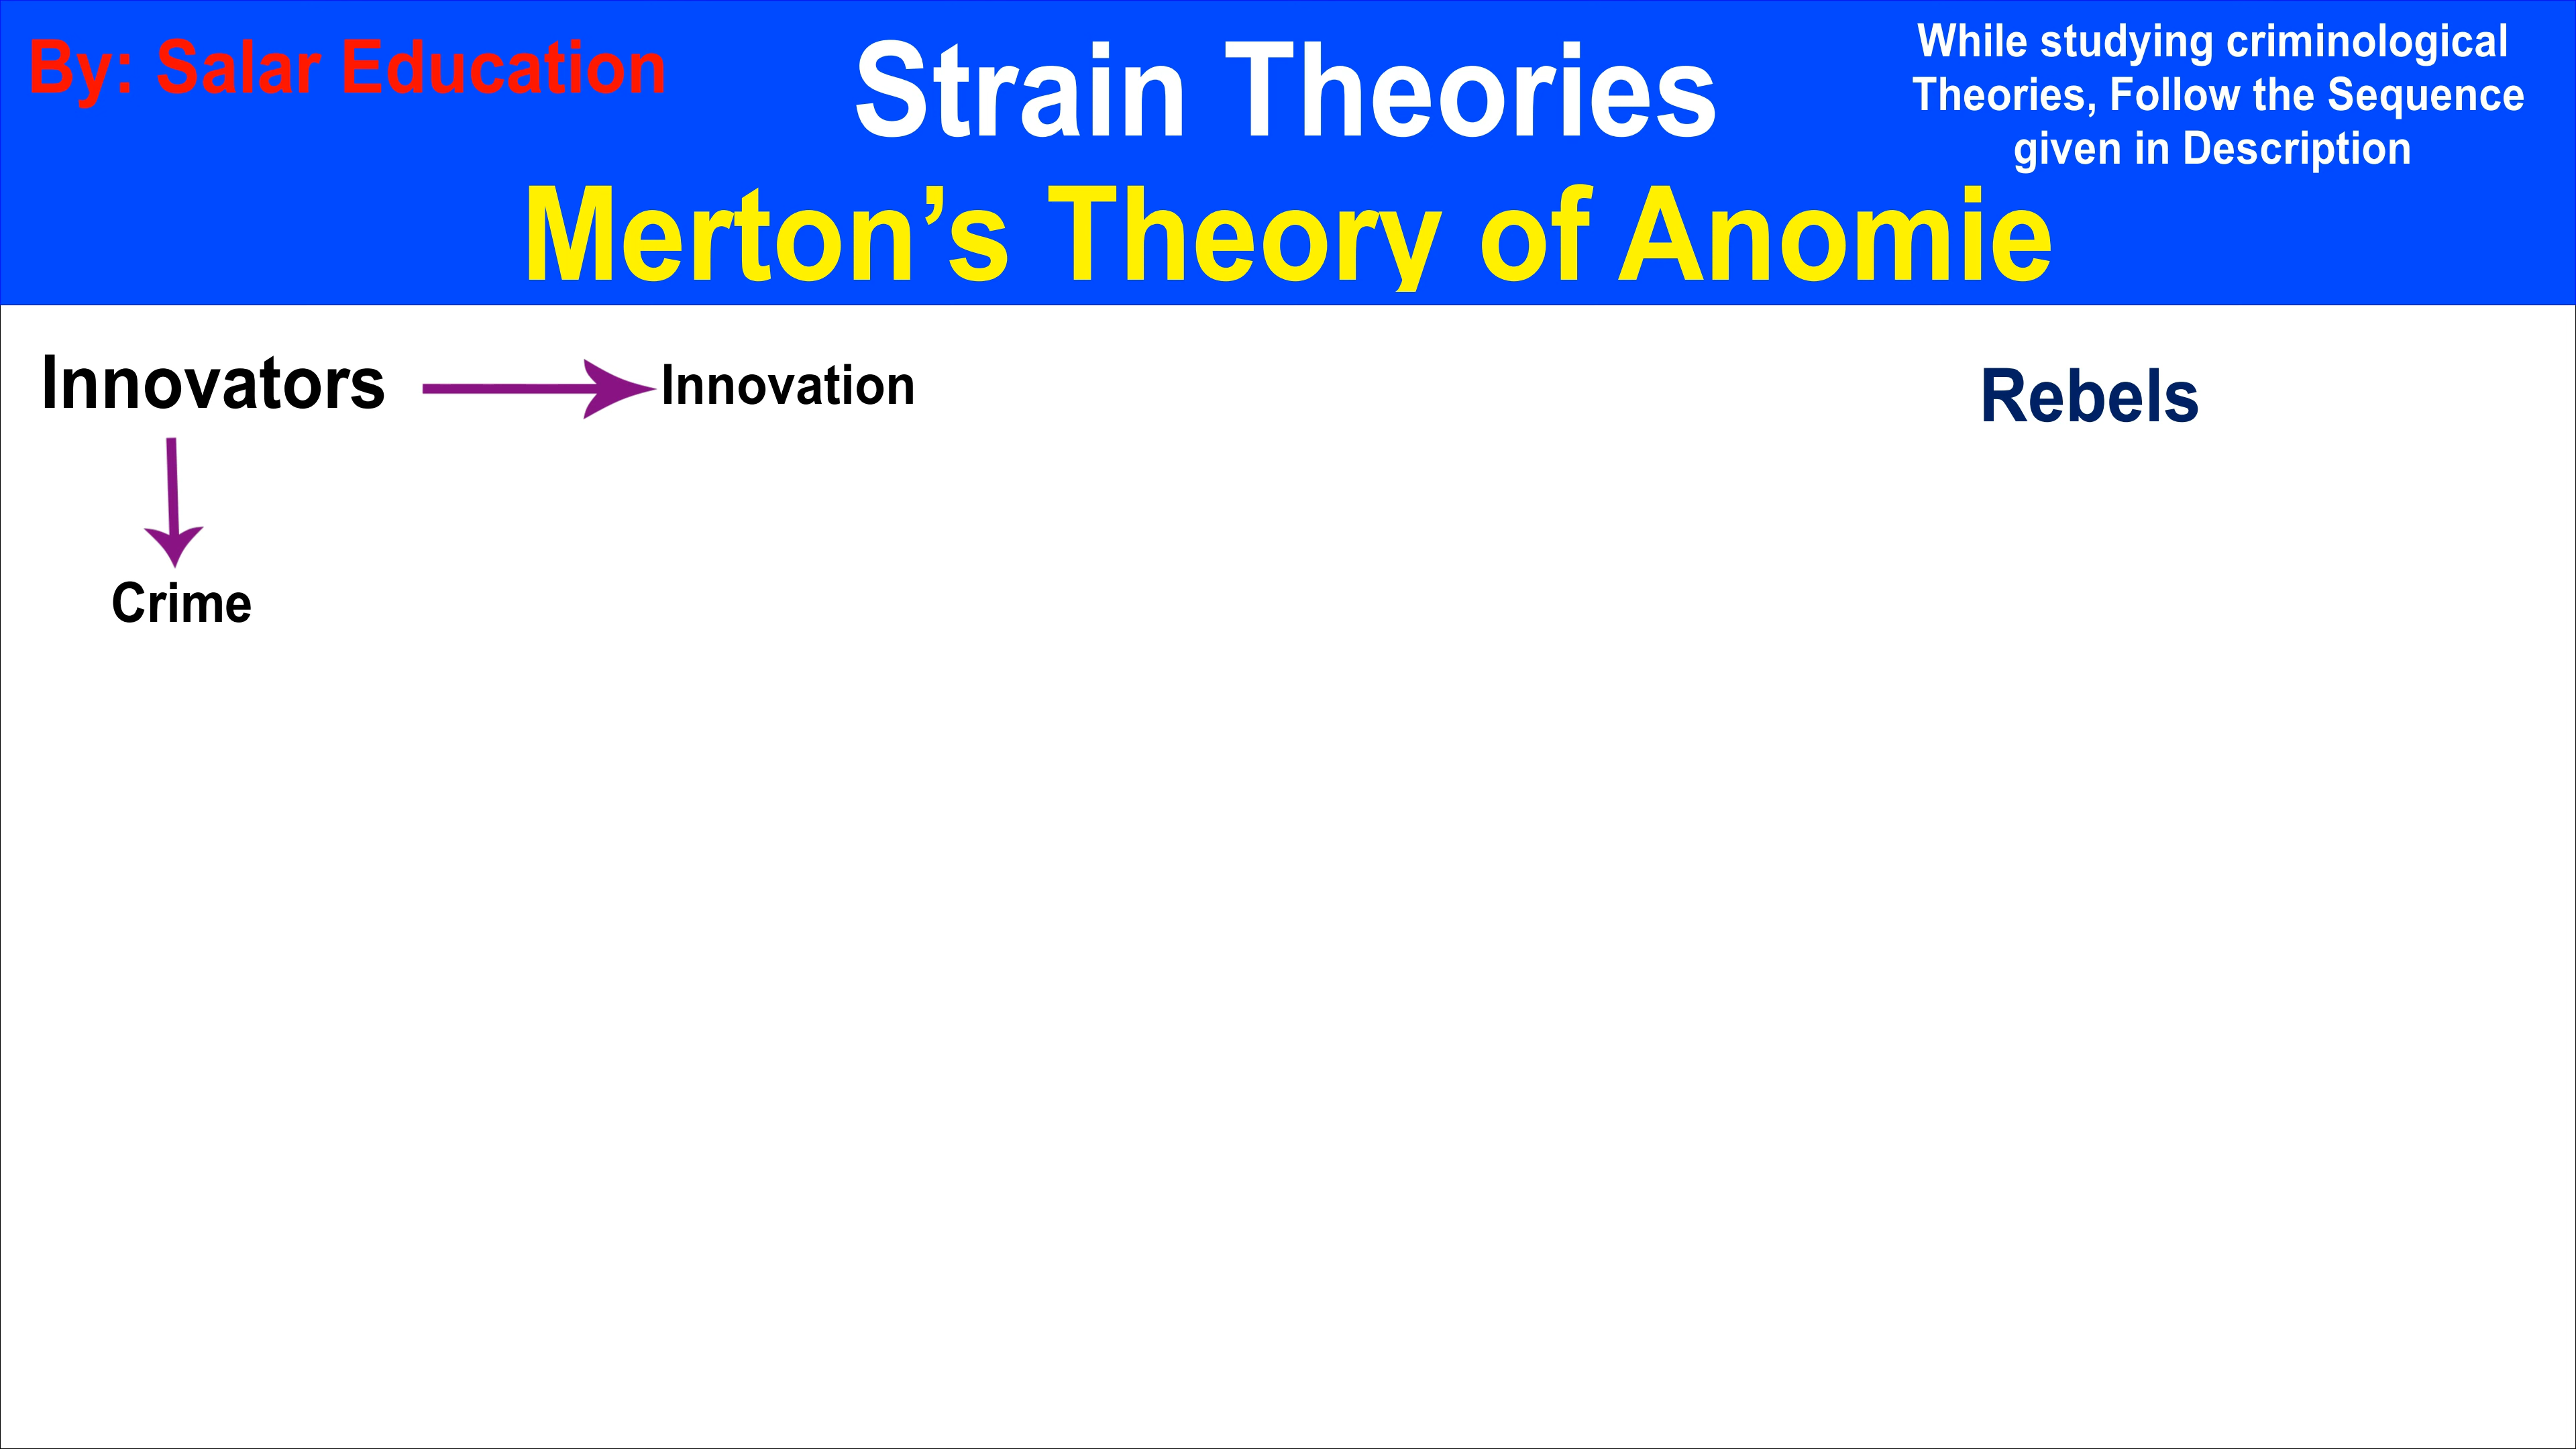 By: Salar Education
Strain Theories
While studying criminological
Theories, Follow the Sequence
given in Description
Merton’s Theory of Anomie
Innovators
Innovation
Rebels
Crime